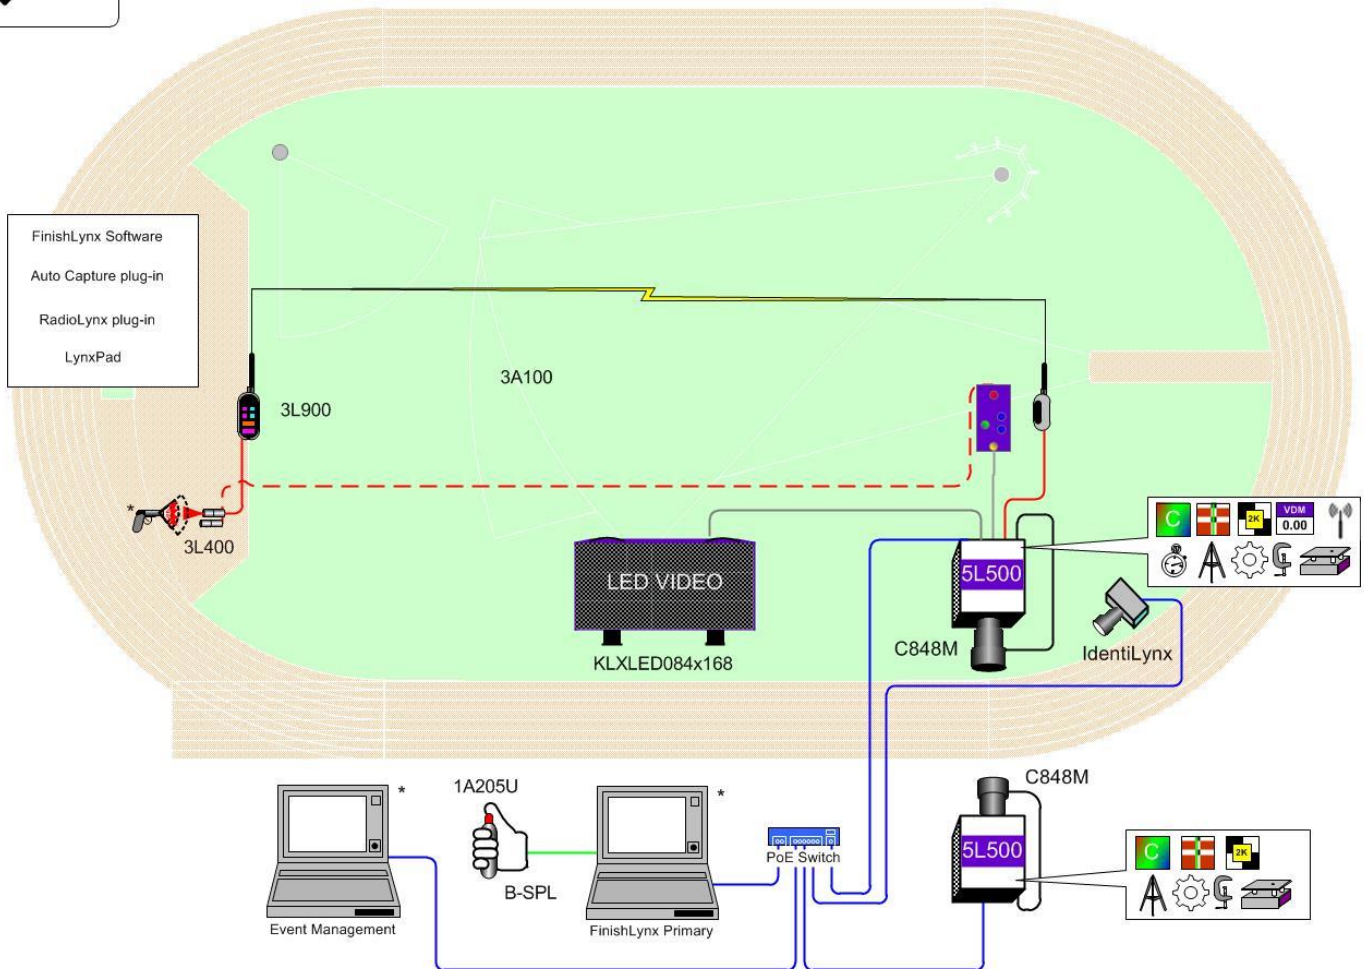 FinishLynx Software
Auto Capture plug-in
RadioLynx plug-in
LynxPad
3A100
3L900
*
3L400
LED VIDEO
KLXLED084x168
5L500
C848M
C
2K
VDM
0.00
IdentiLynx
*
Event Management
1A205U
B-SPL
*
FinishLynx Primary
PoE Switch
C848M
5L500
C
2K